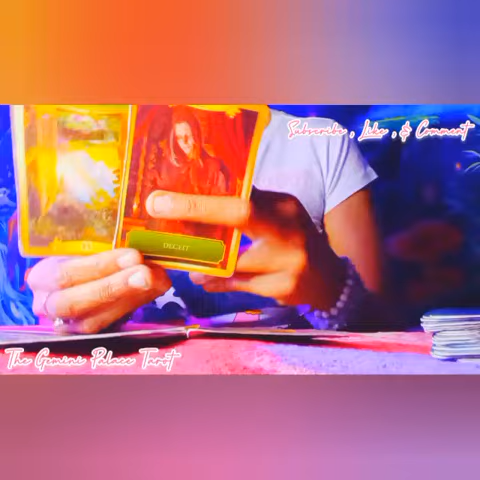 Subscribe, Like, & Comment
DECEIT
The Gemini Palace Tarot